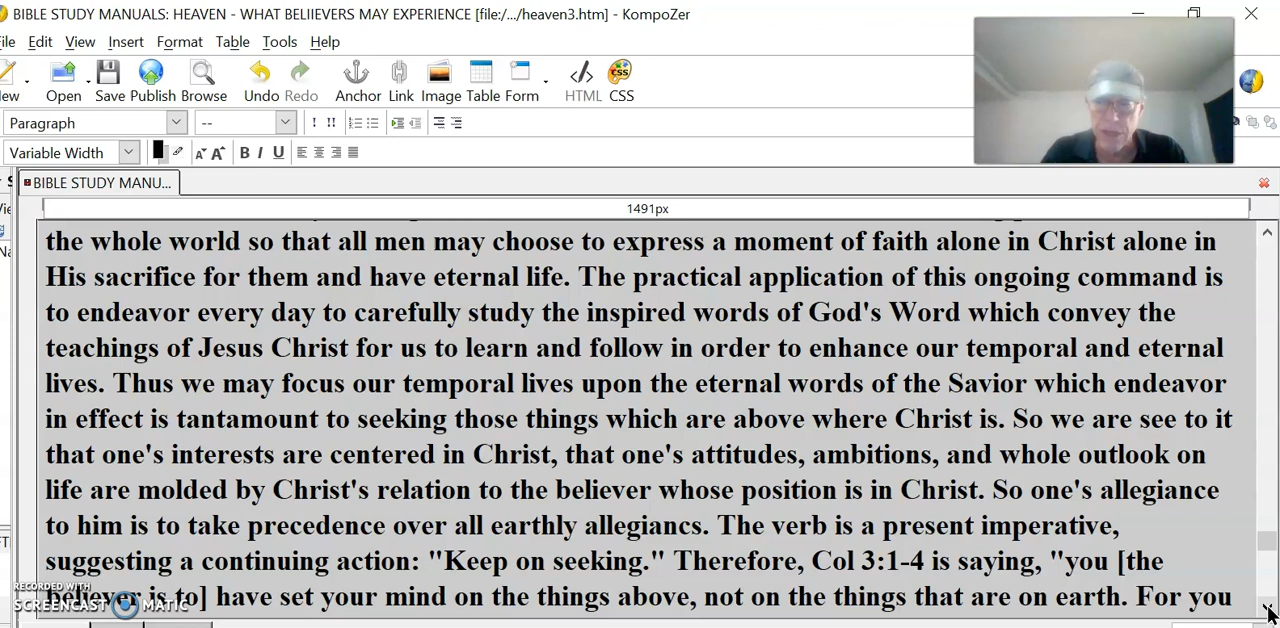 BIBLE STUDY MANUALS: HEAVEN - WHAT BELIIEVERS MAY EXPERIENCE [file:/.../heaven3.htm] - KompoZer
File Edit View Insert Format Table Tools Help
New Open Save Publish Browse Undo Redo Anchor Link Image Table Form HTML CSS
Paragraph --
Variable Width B I U
BIBLE STUDY MANU...
1491px
the whole world so that all men may choose to express a moment of faith alone in Christ alone in
His sacrifice for them and have eternal life. The practical application of this ongoing command is
to endeavor every day to carefully study the inspired words of God's Word which convey the
teachings of Jesus Christ for us to learn and follow in order to enhance our temporal and eternal
lives. Thus we may focus our temporal lives upon the eternal words of the Savior which endeavor
in effect is tantamount to seeking those things which are above where Christ is. So we are see to it
that one's interests are centered in Christ, that one's attitudes, ambitions, and whole outlook on
life are molded by Christ's relation to the believer whose position is in Christ. So one's allegiance
to him is to take precedence over all earthly allegiancs. The verb is a present imperative,
suggesting a continuing action: "Keep on seeking." Therefore, Col 3:1-4 is saying, "you [the
believer is to] have set your mind on the things above, not on the things that are on earth. For you
RECORDED WITH
SCREENCAST MATIC